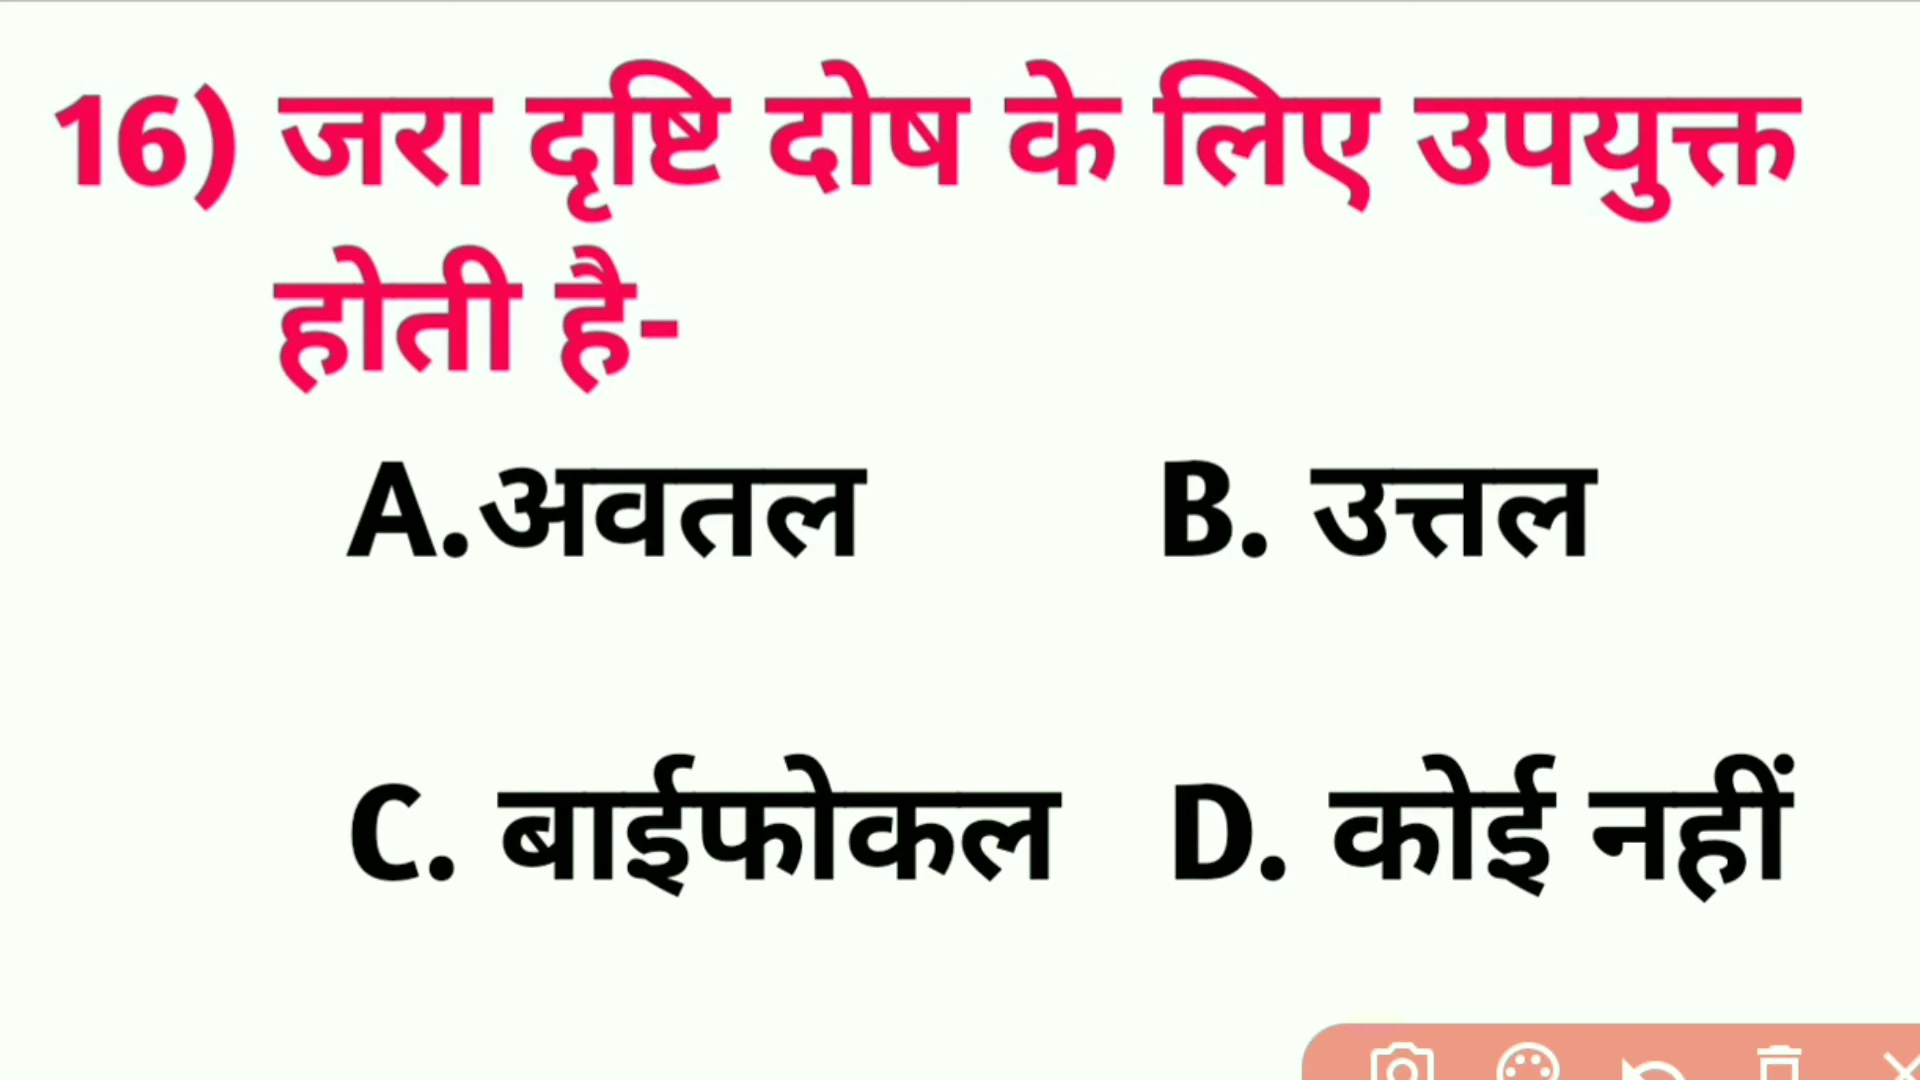 16) जरा दृष्टि दोष के लिए उपयुक्त
होती है-
A.अवतल B. उत्तल
C. बाईफोकल D. कोई नहीं